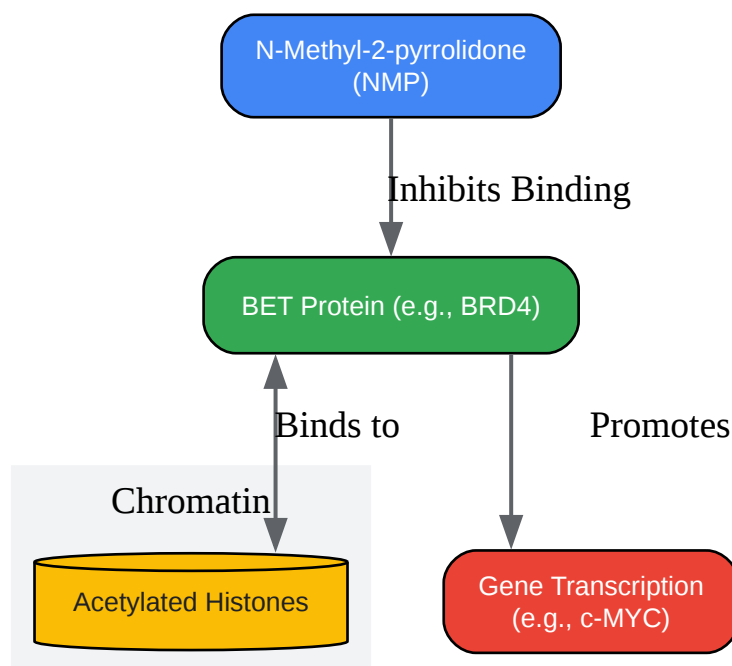 N-Methyl-2-pyrrolidone
(NMP)
Inhibits Binding
BET Protein (e.g., BRD4)
Binds to
Promotes
Chromatin
Acetylated Histones
Gene Transcription
(e.g., c-MYC)